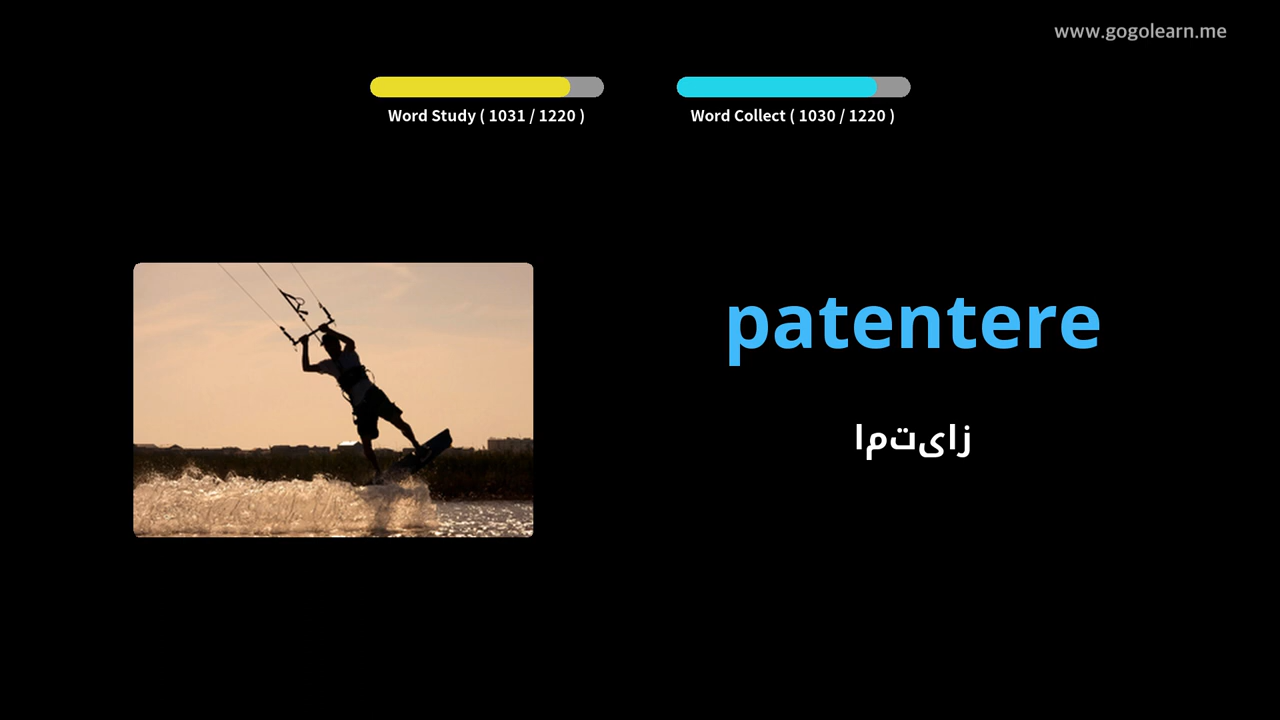 www.gogolearn.me
Word Study ( 1031 / 1220 )
Word Collect ( 1030 / 1220 )
patentere
امتیاز